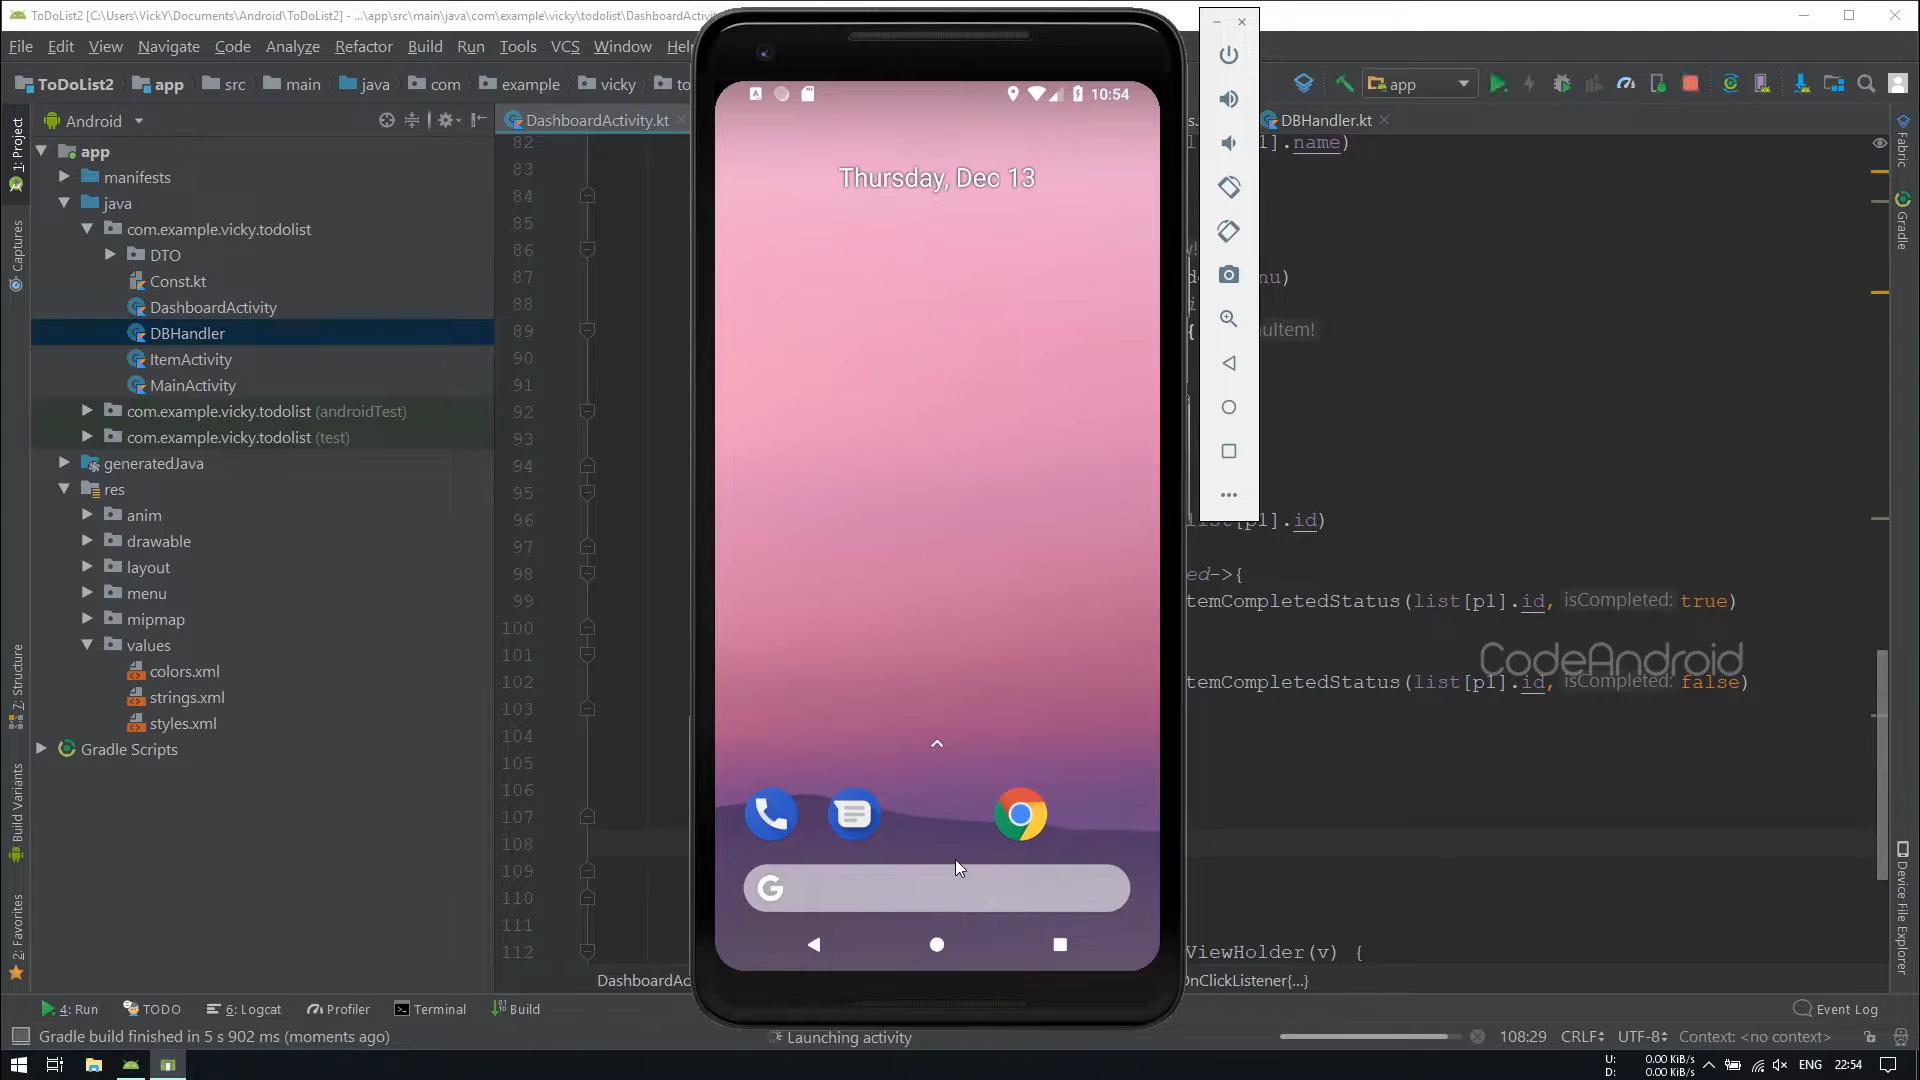 ToDoList2 [C:\Users\VickY\Documents\Android\ToDoList2] - ...\app\src\main\java\com\example\vicky\todolist\DashboardActivity
File Edit View Navigate Code Analyze Refactor Build Run Tools VCS Window Help
ToDoList2 app src main java com example vicky to
app
Android
DashboardActivity.kt
s.
DBHandler.kt
1: Project
Captures
7: Structure
Build Variants
2: Favorites
app
manifests
java
com.example.vicky.todolist
DTO
Const.kt
DashboardActivity
DBHandler
ItemActivity
MainActivity
com.example.vicky.todolist (androidTest)
com.example.vicky.todolist (test)
generatedJava
res
anim
drawable
layout
menu
mipmap
values
colors.xml
strings.xml
styles.xml
Gradle Scripts
82
83
84
85
86
87
88
89
90
91
92
93
94
95
96
97
98
99
100
101
102
103
104
105
106
107
108
109
110
111
112
10:54
Thursday, Dec 13
G
].name)
nu)
{ nuItem!
list[p1].id)
ed->{
temCompletedStatus(list[p1].id, isCompleted: true)
CodeAndroid
temCompletedStatus(list[p1].id, isCompleted: false)
ViewHolder(v) {
DashboardAc
OnClickListener{...}
Fabric
Gradle
Device File Explorer
4: Run TODO 6: Logcat Profiler Terminal Build Event Log
Gradle build finished in 5 s 902 ms (moments ago) Launching activity 108:29 CRLF UTF-8 Context: <no context>
U: 0.00 KiB/s
D: 0.00 KiB/s
ENG 22:54